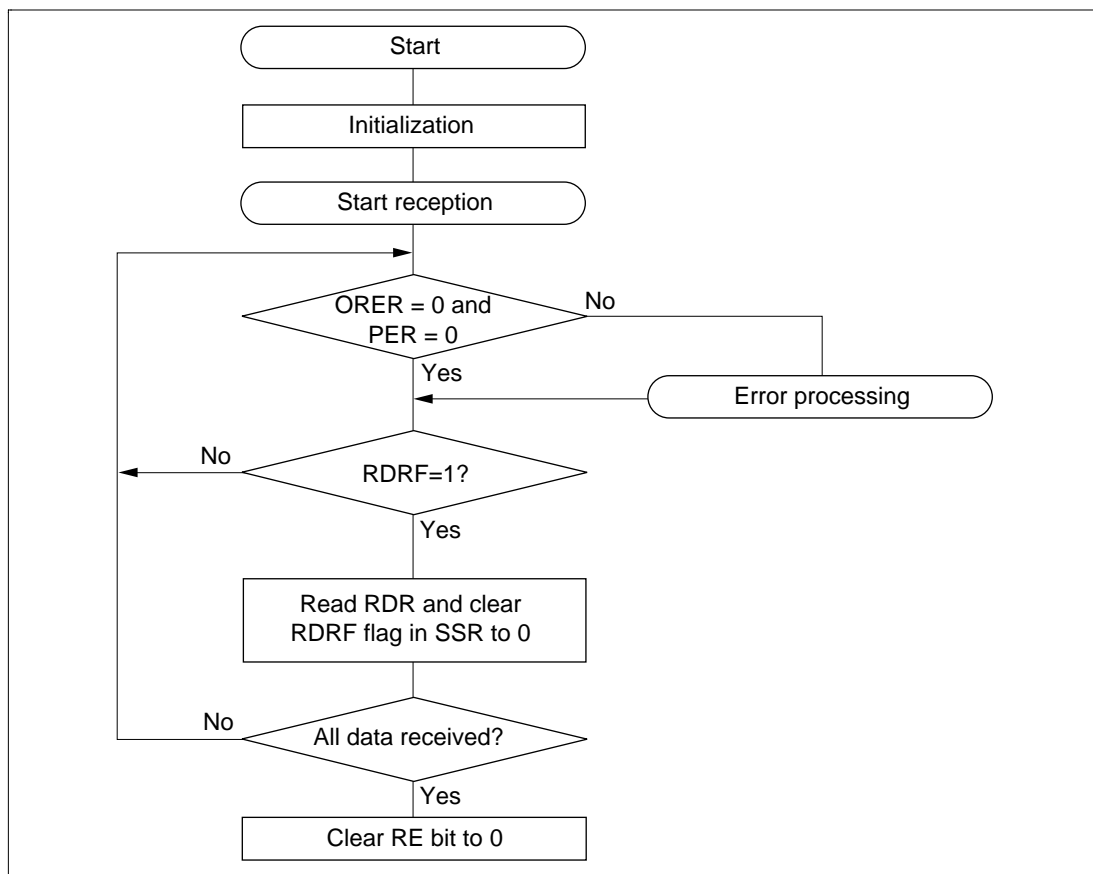 Start
Initialization
Start reception
ORER = 0 and
PER = 0
No
Yes
Error processing
No
RDRF=1?
Yes
Read RDR and clear
RDRF flag in SSR to 0
No
All data received?
Yes
Clear RE bit to 0